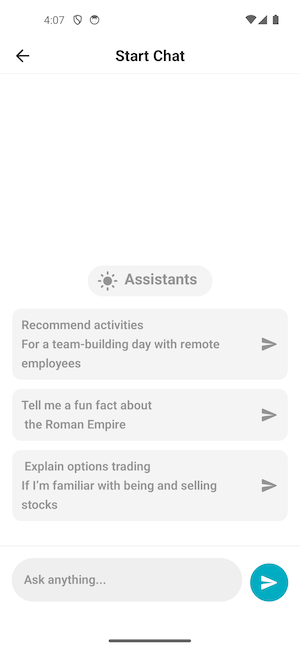 4:07
Start Chat
Assistants
Recommend activities
For a team-building day with remote
employees
Tell me a fun fact about
the Roman Empire
Explain options trading
If I'm familiar with being and selling
stocks
Ask anything...